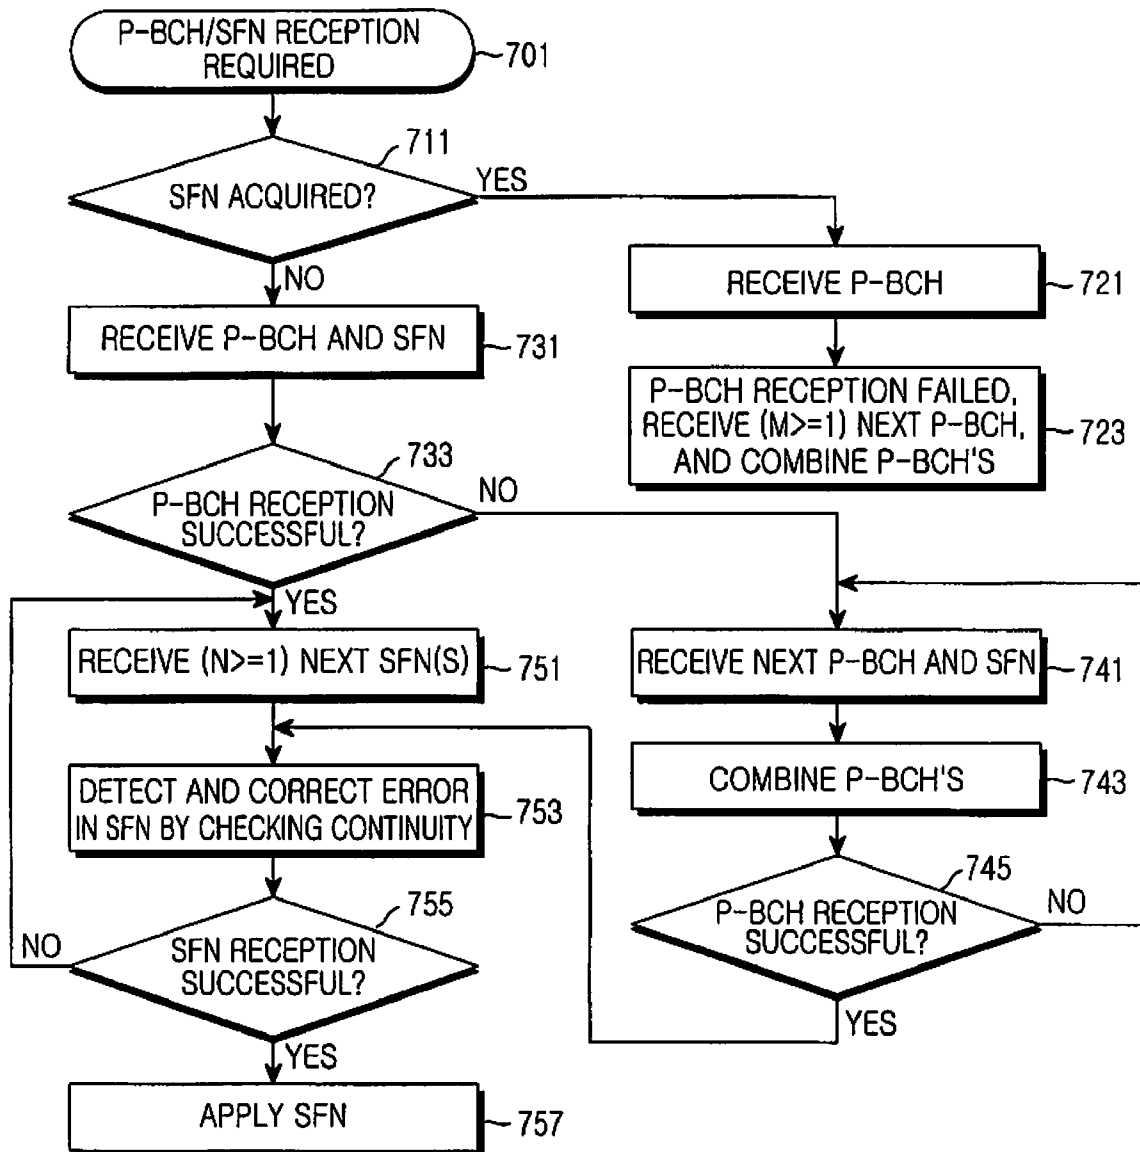 P-BCH/SFN RECEPTION
REQUIRED
701
711
SFN ACQUIRED?
YES
NO
RECEIVE P-BCH
721
RECEIVE P-BCH AND SFN
731
P-BCH RECEPTION FAILED,
RECEIVE (M>=1) NEXT P-BCH,
AND COMBINE P-BCH'S
723
733
P-BCH RECEPTION
SUCCESSFUL?
NO
YES
RECEIVE (N>=1) NEXT SFN(S)
751
RECEIVE NEXT P-BCH AND SFN
741
COMBINE P-BCH'S
743
DETECT AND CORRECT ERROR
IN SFN BY CHECKING CONTINUITY
753
745
P-BCH RECEPTION
SUCCESSFUL?
NO
YES
755
SFN RECEPTION
SUCCESSFUL?
NO
YES
APPLY SFN
757